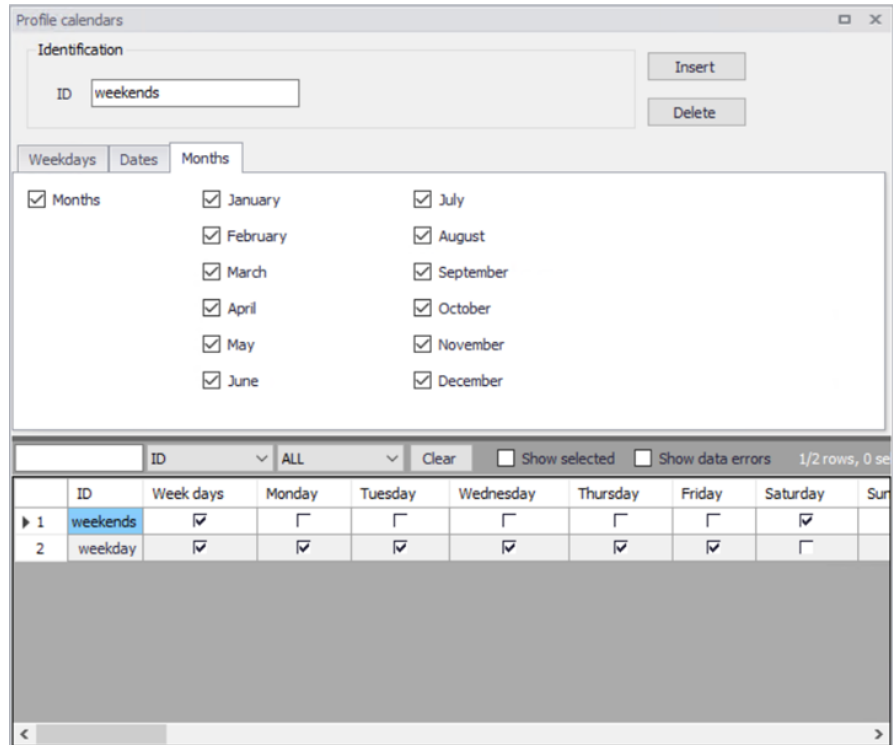 Profile calendars
Identification
ID weekends
Insert
Delete
Weekdays Dates Months
Months January July
February August
March September
April October
May November
June December
ID ALL Clear Show selected Show data errors 1/2 rows, 0 se
ID Week days Monday Tuesday Wednesday Thursday Friday Saturday Sun
1 weekends
2 weekday